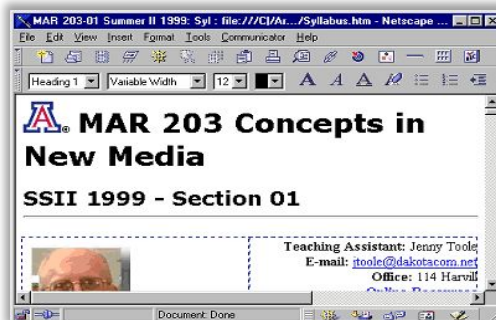 MAR 203-01 Summer II 1999: Syl : file:///C|/Ar.../Syllabus.htm - Netscape ...
File Edit View Insert Format Tools Communicator Help
Heading 1 Variable Width 12 A A A
A® MAR 203 Concepts in
New Media
SSII 1999 - Section 01
Teaching Assistant: Jenny Toole
E-mail: jtoole@dakotacom.net
Office: 114 Harvill
Online Resources
Document: Done